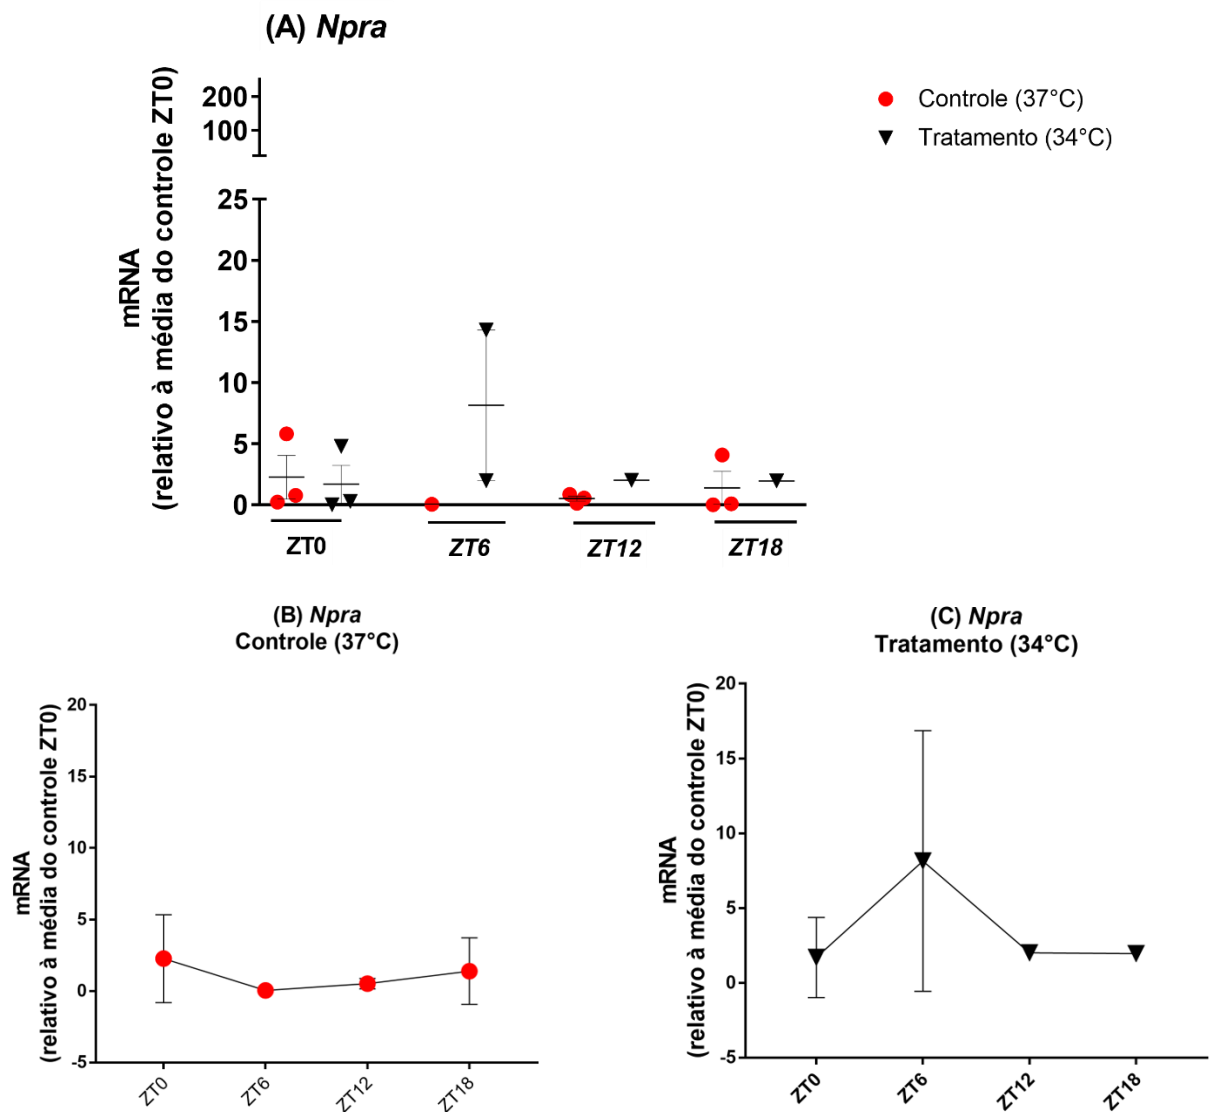 (A) Npra
mRNA
(relativo à média do controle ZT0)
200
100
25
20
15
10
5
0
ZT0
ZT6
ZT12
ZT18
Controle (37°C)
Tratamento (34°C)
(B) Npra
Controle (37°C)
mRNA
(relativo à média do controle ZT0)
20
15
10
5
0
-5
ZT0
ZT6
ZT12
ZT18
(C) Npra
Tratamento (34°C)
mRNA
(relativo à média do controle ZT0)
20
15
10
5
0
-5
ZT0
ZT6
ZT12
ZT18